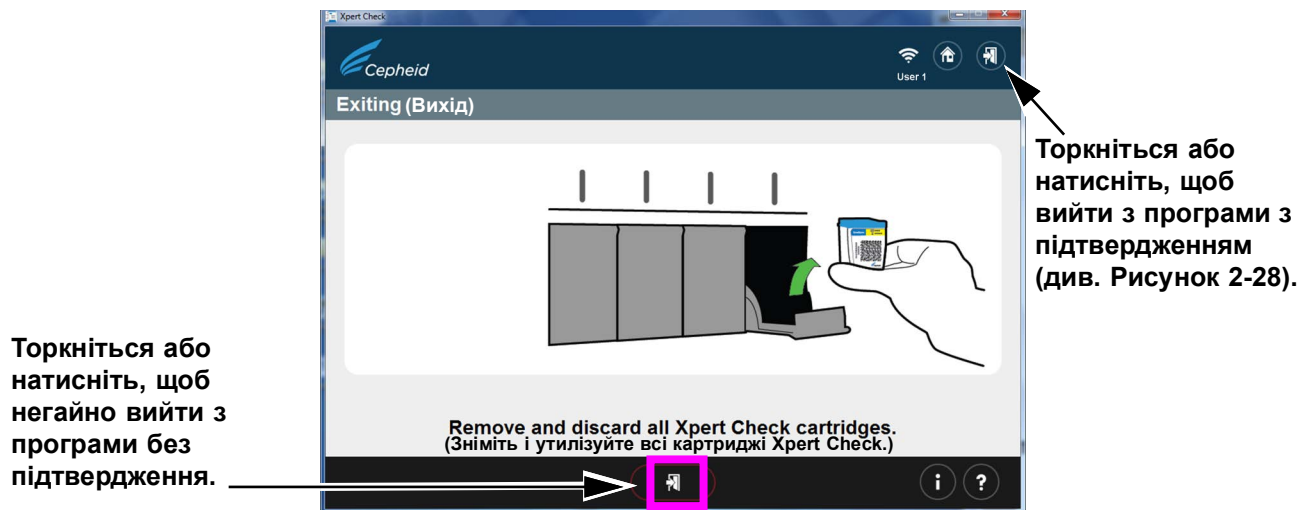 Xpert Check
Cepheid
User 1
Exiting (Вихід)
Торкніться або
натисніть, щоб
вийти з програми з
підтвердженням
(див. Рисунок 2-28).
Торкніться або
натисніть, щоб
негайно вийти з
програми без
підтвердження.
Remove and discard all Xpert Check cartridges.
(Зніміть і утилізуйте всі картриджі Xpert Check.)
i ?